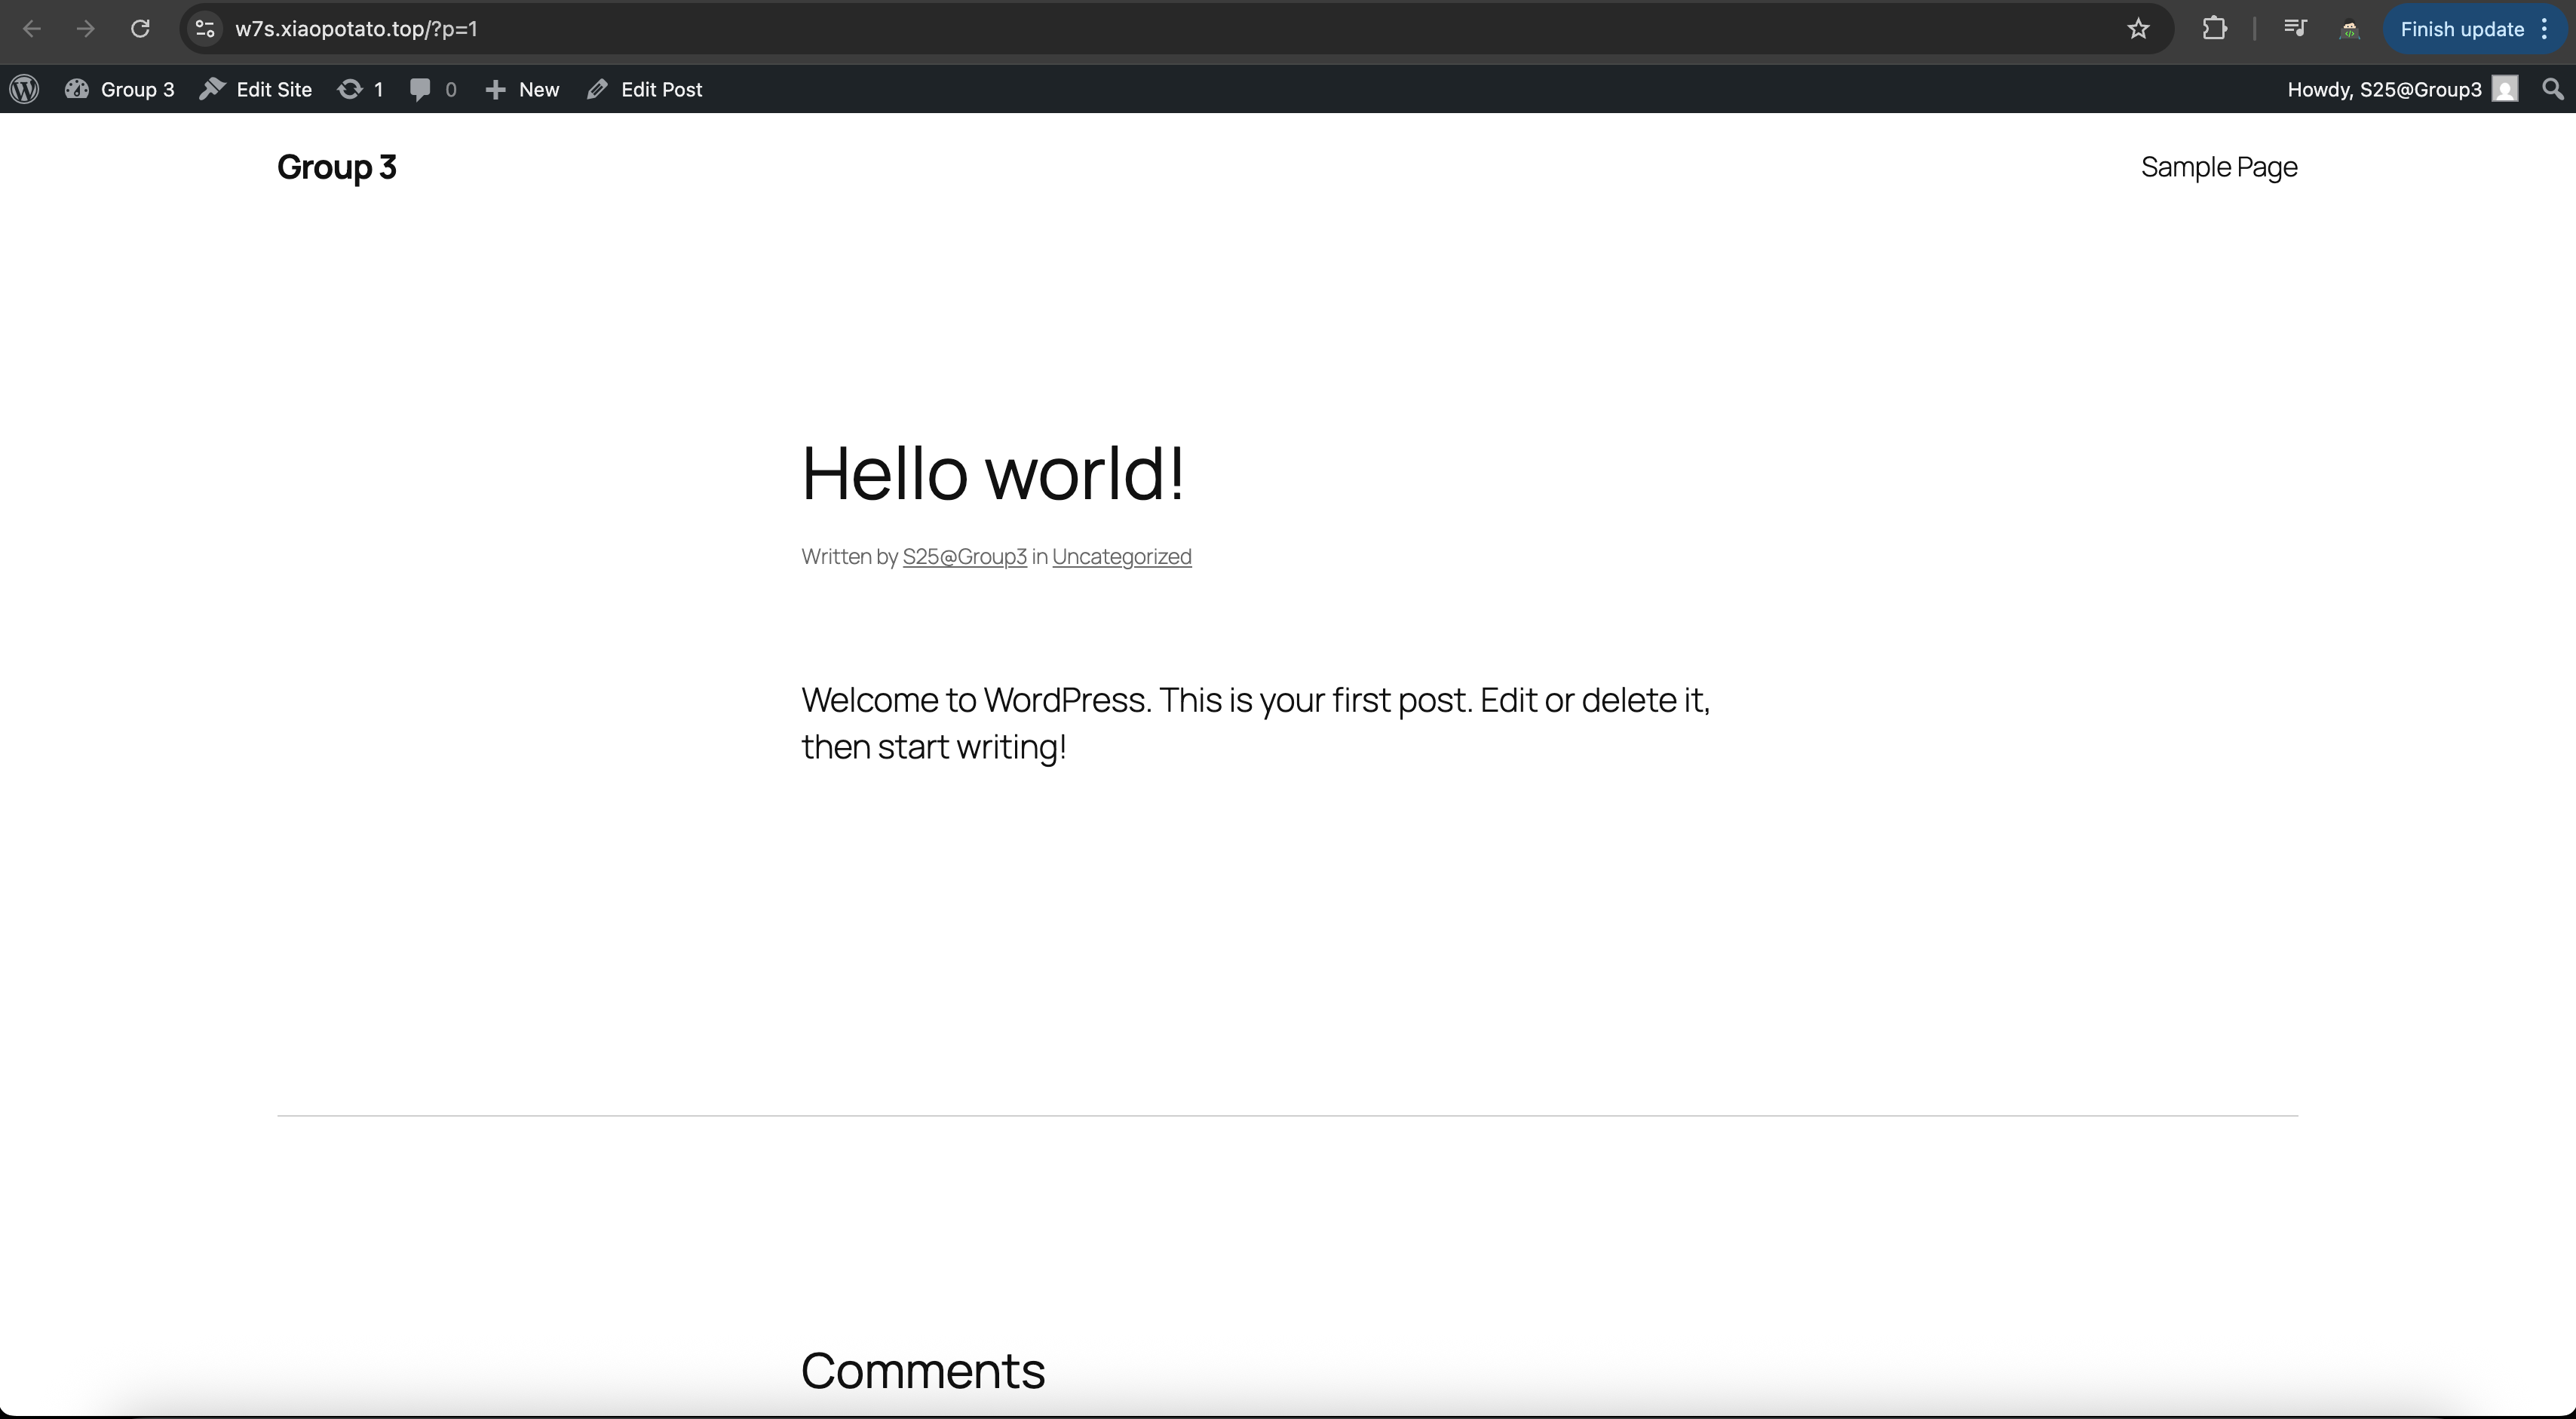 w7s.xiaopotato.top/?p=1
Finish update
Group 3
Edit Site
1
0
New
Edit Post
Howdy, S25@Group3
Group 3
Sample Page
Hello world!
Written by S25@Group3 in Uncategorized
Welcome to WordPress. This is your first post. Edit or delete it,
then start writing!
Comments